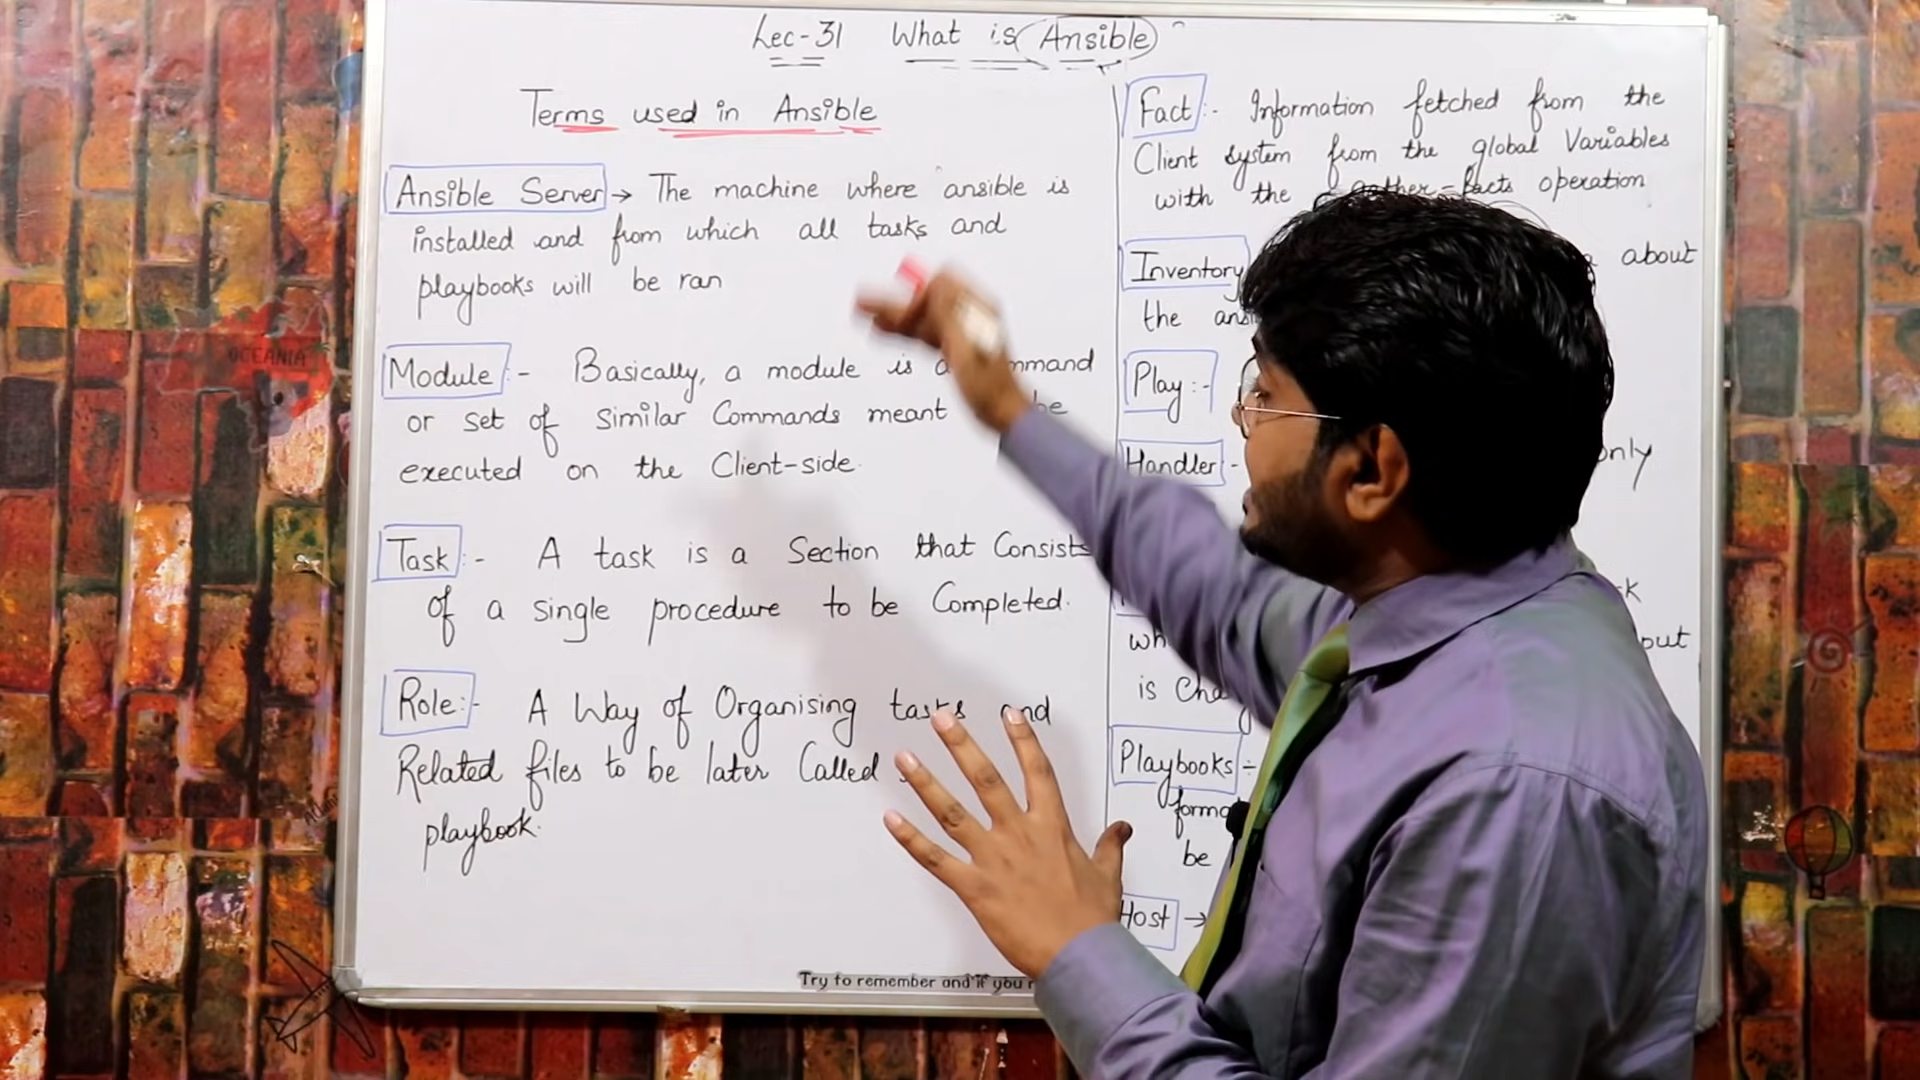 Lec-31 What is Ansible
Terms used in Ansible
Ansible Server → The machine where ansible is
installed and from which all tasks and
playbooks will be ran
Module :- Basically, a module is a
or set of similar Commands meant be
executed on the Client-side.
Task :- A task is a Section that Consists
of a single procedure to be Completed.
Role :- A Way of Organising tasks and
Related files to be later Called
playbook.
Fact :- Information fetched from the
Client system from the global Variables
with the gather-facts operation
Inventory about
the
Play :-
Handler :- only
is
Playbooks -
be
Host →
Try to remember and if you
OCEANIA